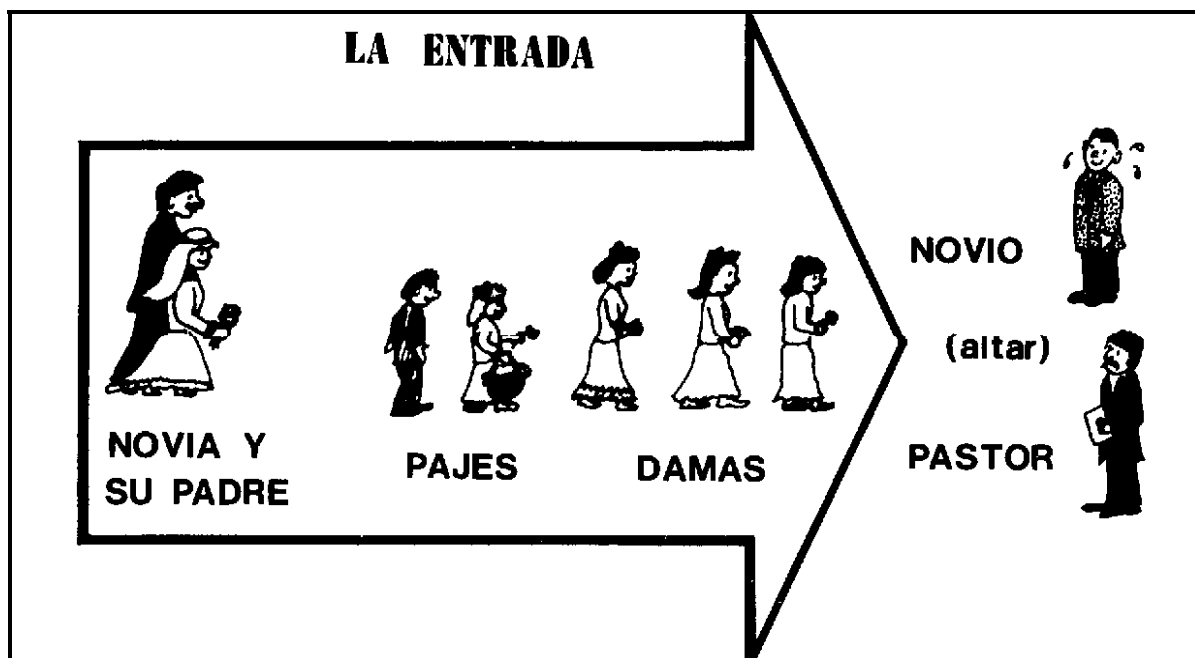 LA ENTRADA
NOVIO
(altar)
PASTOR
NOVIA Y
SU PADRE
PAJES
DAMAS